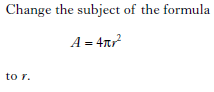 Change the subject of the formula
A = 4πr²
to r.